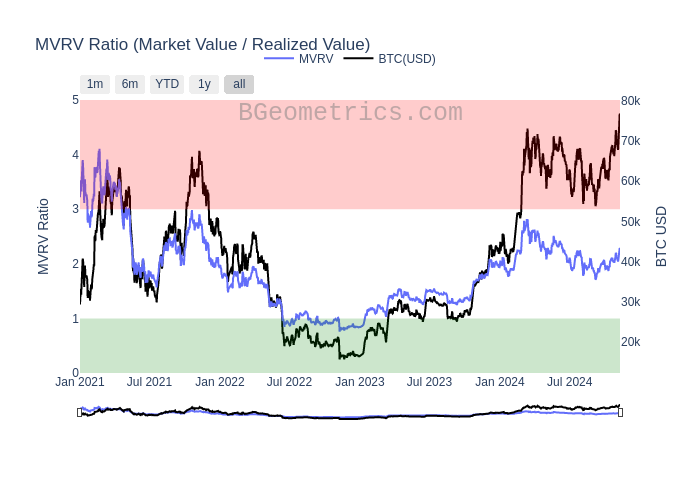 MVRV Ratio (Market Value / Realized Value)
MVRV BTC(USD)
1m 6m YTD 1y all
BGeometrics.com
5
4
3
2
1
0
MVRV Ratio
80k
70k
60k
50k
40k
30k
20k
BTC USD
Jan 2021 Jul 2021 Jan 2022 Jul 2022 Jan 2023 Jul 2023 Jan 2024 Jul 2024